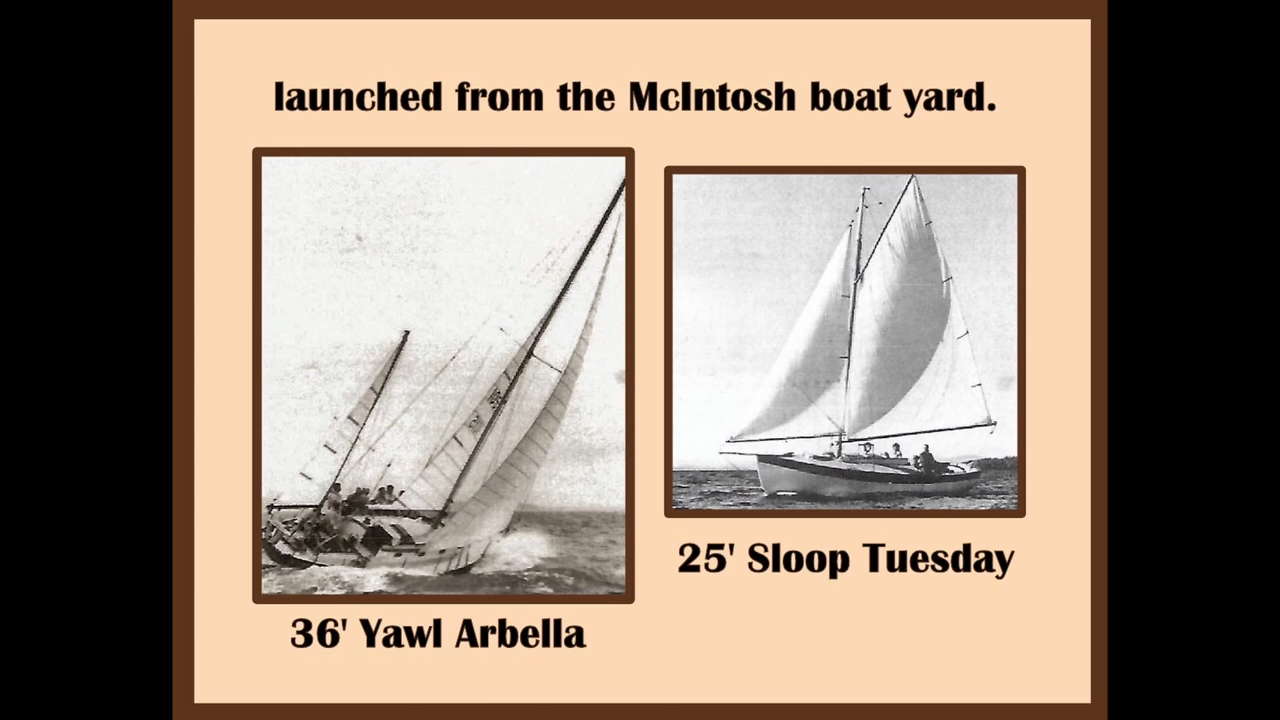 launched from the McIntosh boat yard.
36' Yawl Arbella
25' Sloop Tuesday